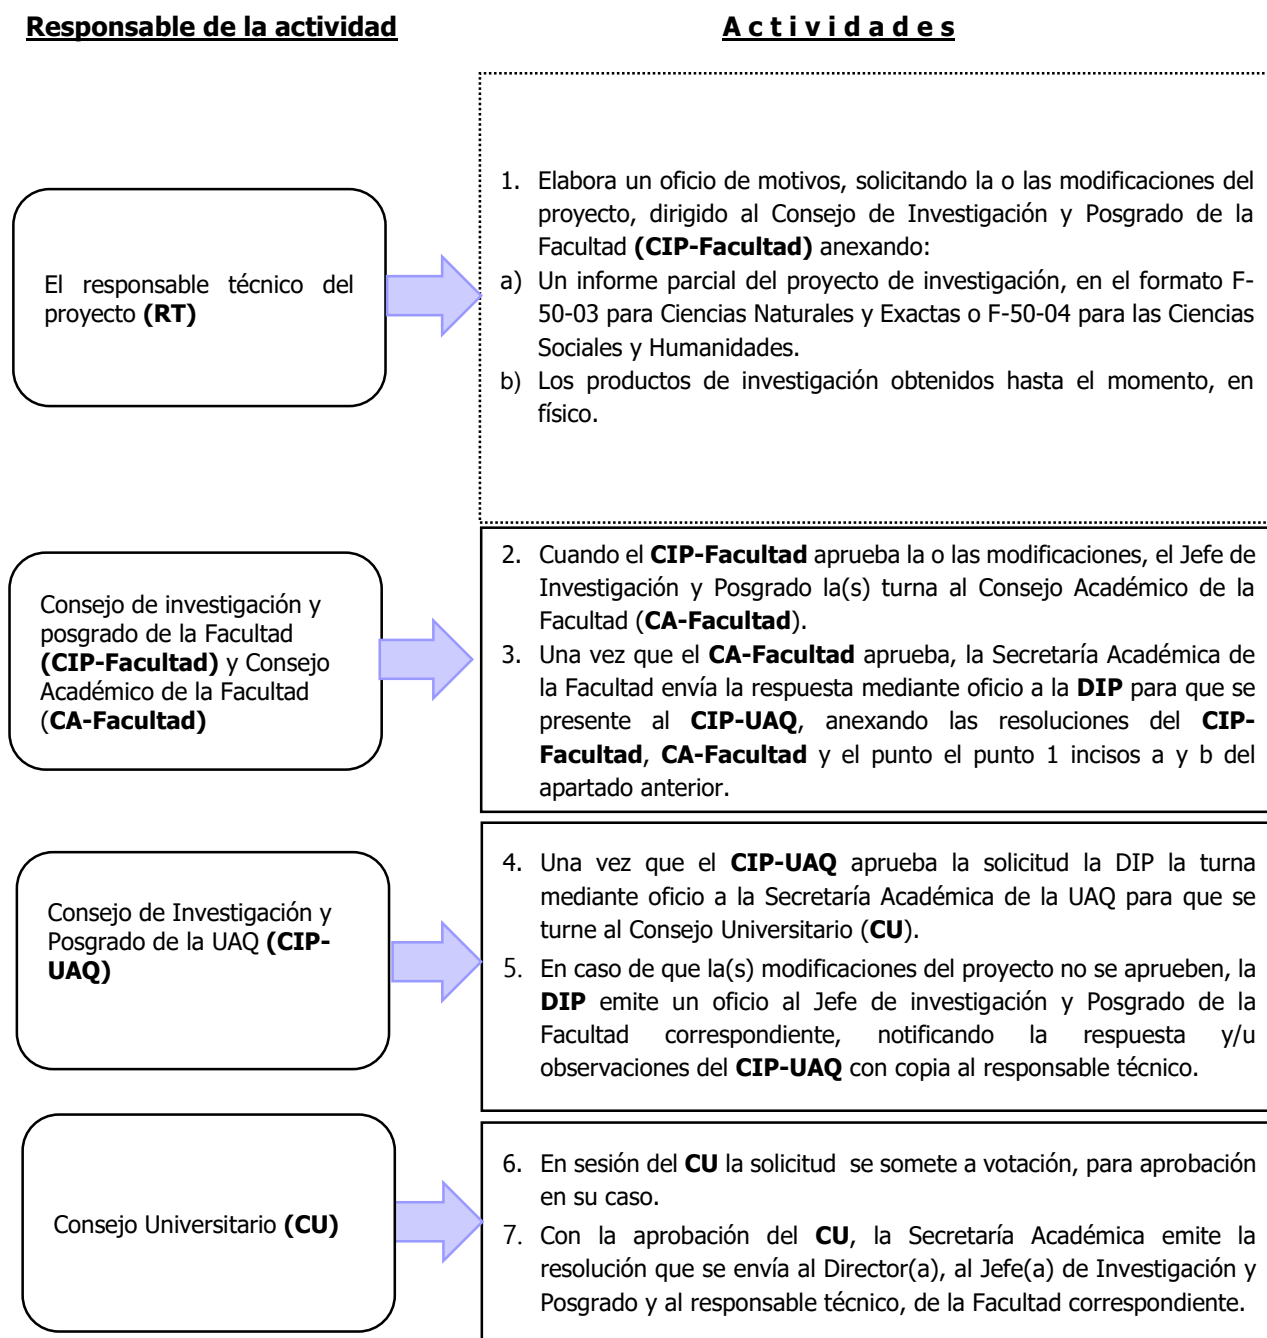 Responsable de la actividad
A c t i v i d a d e s
El responsable técnico del
proyecto (RT)
1. Elabora un oficio de motivos, solicitando la o las modificaciones del
proyecto, dirigido al Consejo de Investigación y Posgrado de la
Facultad (CIP-Facultad) anexando:
a) Un informe parcial del proyecto de investigación, en el formato F-
50-03 para Ciencias Naturales y Exactas o F-50-04 para las Ciencias
Sociales y Humanidades.
b) Los productos de investigación obtenidos hasta el momento, en
físico.
Consejo de investigación y
posgrado de la Facultad
(CIP-Facultad) y Consejo
Académico de la Facultad
(CA-Facultad)
2. Cuando el CIP-Facultad aprueba la o las modificaciones, el Jefe de
Investigación y Posgrado la(s) turna al Consejo Académico de la
Facultad (CA-Facultad).
3. Una vez que el CA-Facultad aprueba, la Secretaría Académica de
la Facultad envía la respuesta mediante oficio a la DIP para que se
presente al CIP-UAQ, anexando las resoluciones del CIP-
Facultad, CA-Facultad y el punto el punto 1 incisos a y b del
apartado anterior.
Consejo de Investigación y
Posgrado de la UAQ (CIP-
UAQ)
4. Una vez que el CIP-UAQ aprueba la solicitud la DIP la turna
mediante oficio a la Secretaría Académica de la UAQ para que se
turne al Consejo Universitario (CU).
5. En caso de que la(s) modificaciones del proyecto no se aprueben, la
DIP emite un oficio al Jefe de investigación y Posgrado de la
Facultad correspondiente, notificando la respuesta y/u
observaciones del CIP-UAQ con copia al responsable técnico.
Consejo Universitario (CU)
6. En sesión del CU la solicitud se somete a votación, para aprobación
en su caso.
7. Con la aprobación del CU, la Secretaría Académica emite la
resolución que se envía al Director(a), al Jefe(a) de Investigación y
Posgrado y al responsable técnico, de la Facultad correspondiente.